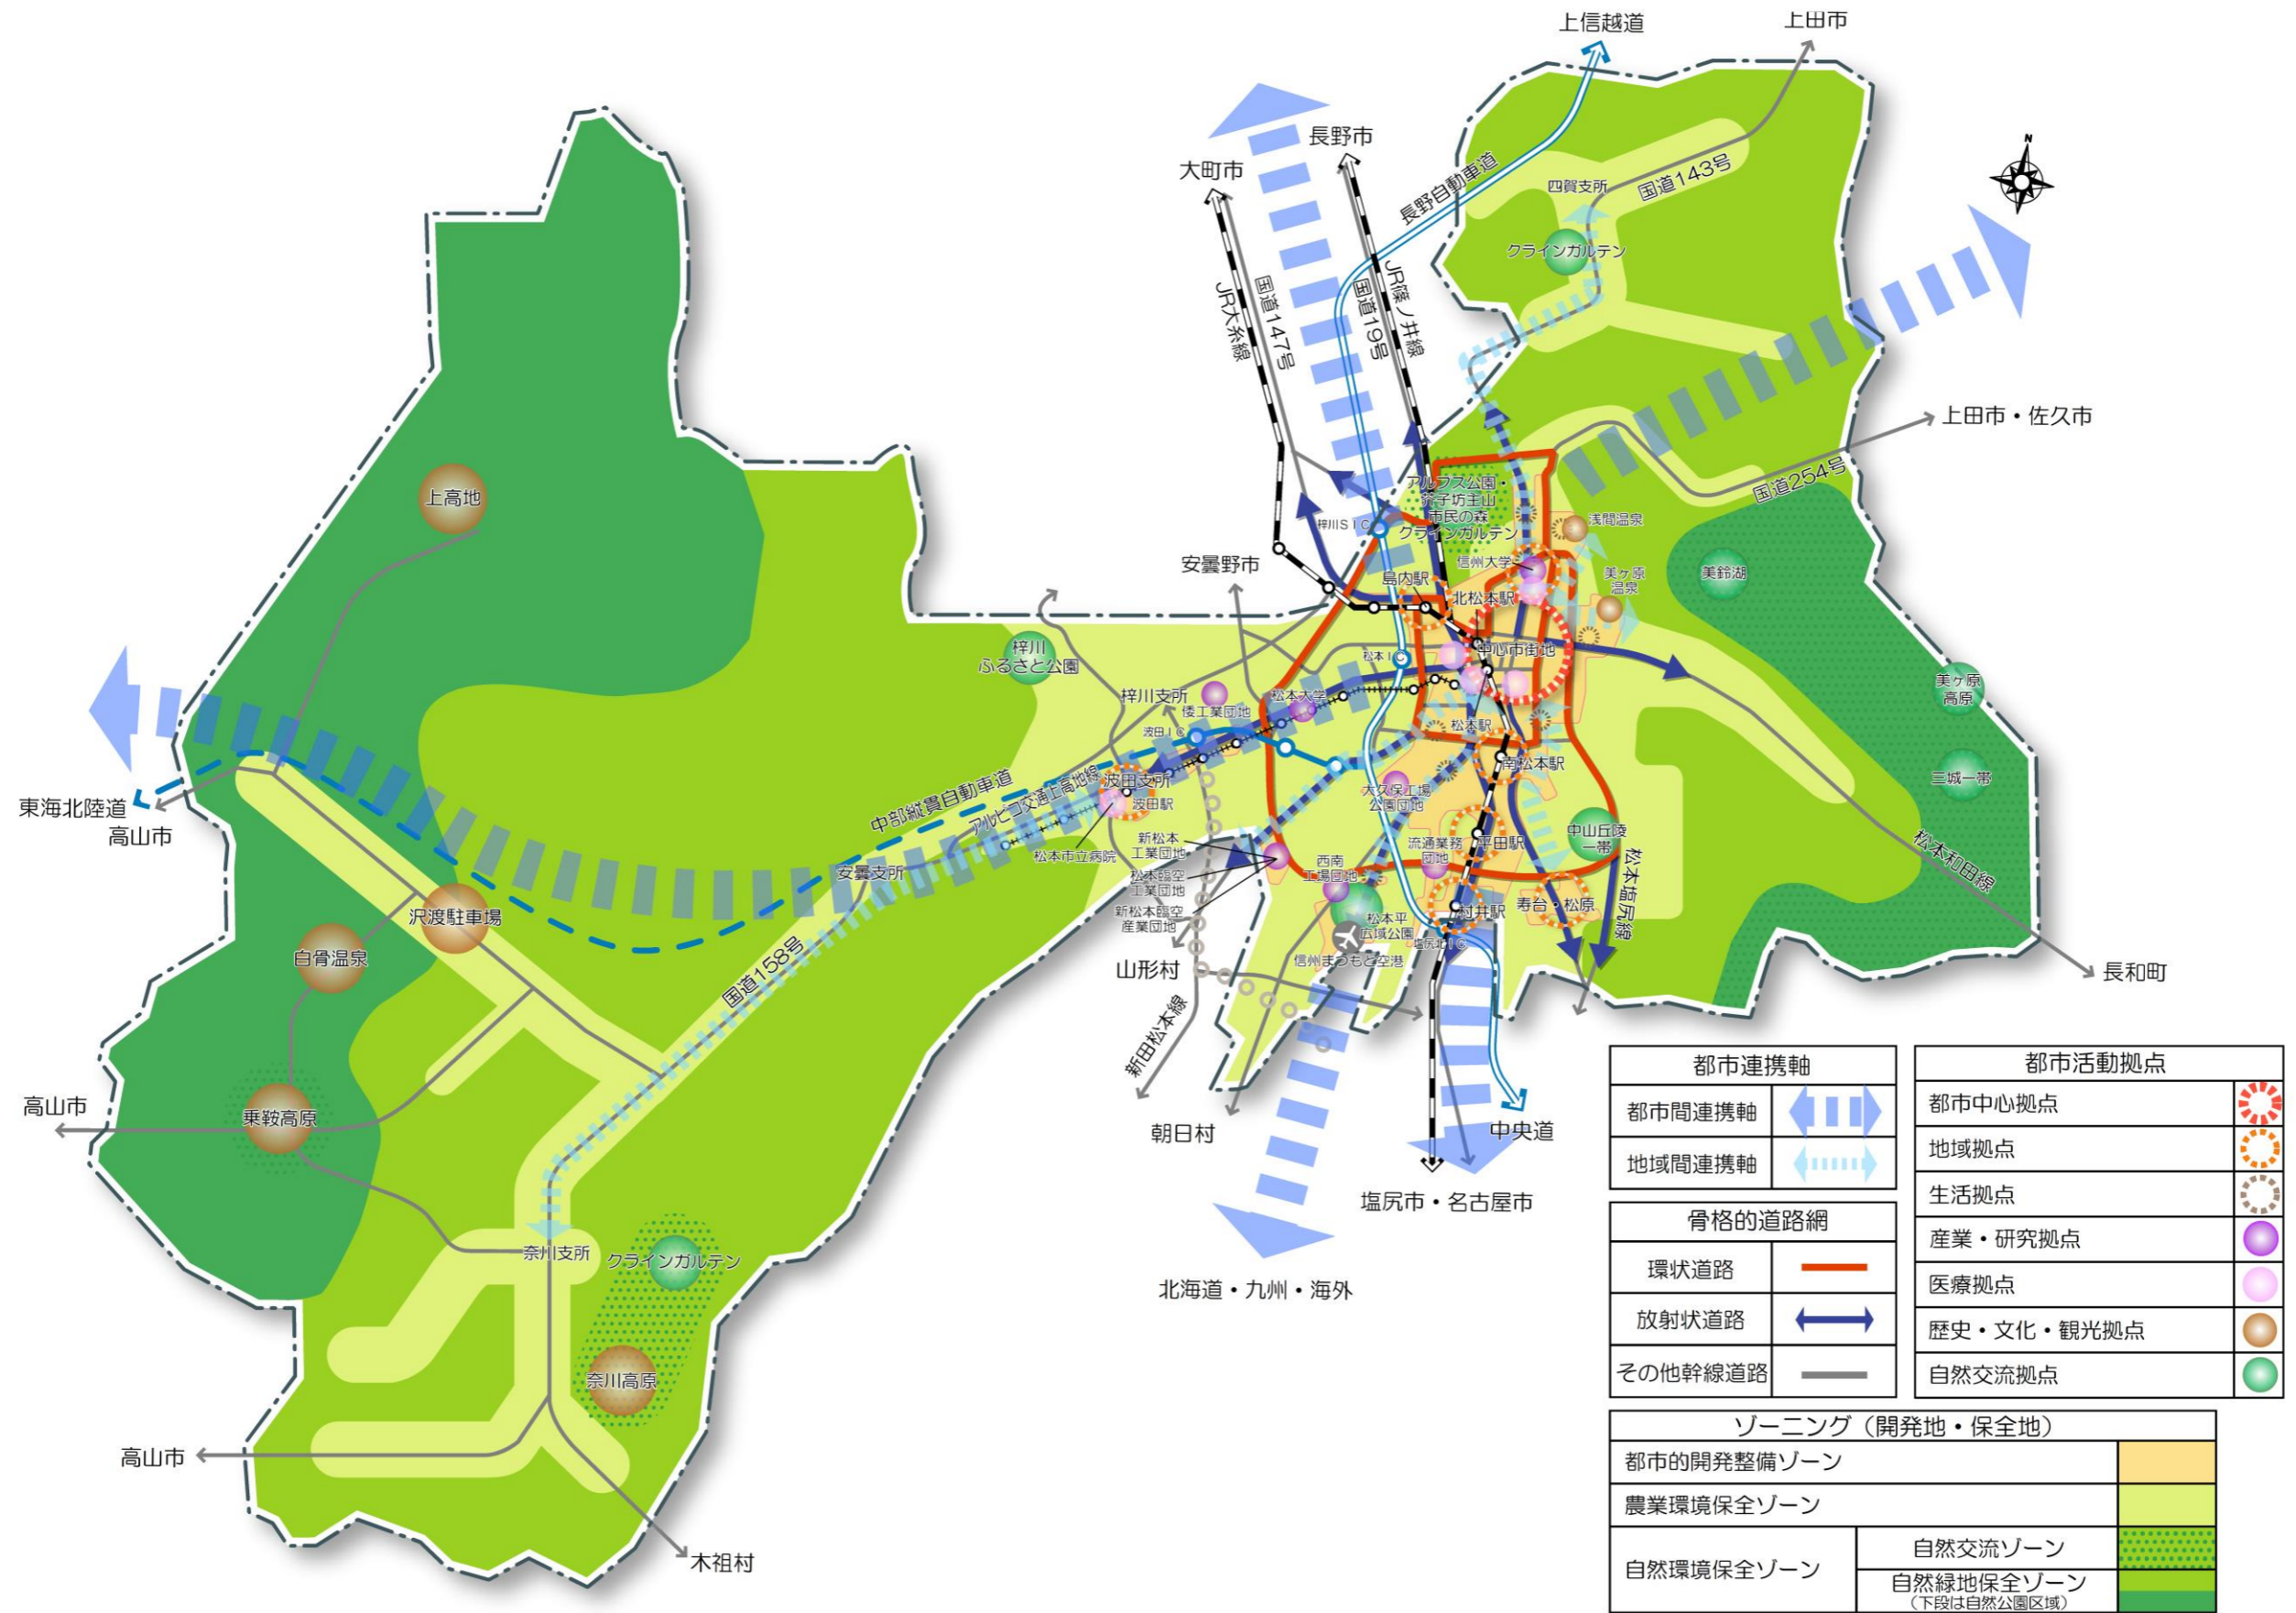 上信越道
上田市
N
長野市
大町市
長野自動車道
四賀支所
国道143号
クラインガルテン
国道147号
JR大糸線
国道19号
JR篠ノ井線
上田市・佐久市
国道254号
アルプス公園・
芥子坊主山
市民の森
クラインガルテン
梓川SIC
浅間温泉
信州大学
美ヶ原
温泉
美鈴湖
島内駅
北松本駅
安曇野市
上高地
中心市街地
松本IC
梓川
ふるさと公園
梓川支所
倭工業団地
松本大学
松本駅
美ヶ原
高原
波田IC
三城一帯
南松本駅
中部縦貫自動車道
アルピコ交通上高地線
波田支所
波田駅
大久保工場
公園団地
東海北陸道
高山市
中山丘陵
一帯
松本市立病院
新松本
工業団地
松本臨空
工業団地
新松本臨空
産業団地
流通業務
団地
平田駅
西南
工場団地
安曇支所
松本和田線
松本塩尻線
沢渡駐車場
白骨温泉
村井駅
寿台・松原
松本平
広域公園
塩尻北IC
信州まつもと空港
国道158号
山形村
長和町
新田松本線
高山市
乗鞍高原
朝日村
中央道
塩尻市・名古屋市
奈川支所
クラインガルテン
北海道・九州・海外
奈川高原
高山市
木祖村
都市連携軸
都市間連携軸
地域間連携軸
骨格的道路網
環状道路
放射状道路
その他幹線道路
都市活動拠点
都市中心拠点
地域拠点
生活拠点
産業・研究拠点
医療拠点
歴史・文化・観光拠点
自然交流拠点
ゾーニング（開発地・保全地）
都市的開発整備ゾーン
農業環境保全ゾーン
自然環境保全ゾーン
自然交流ゾーン
自然緑地保全ゾーン
（下段は自然公園区域）